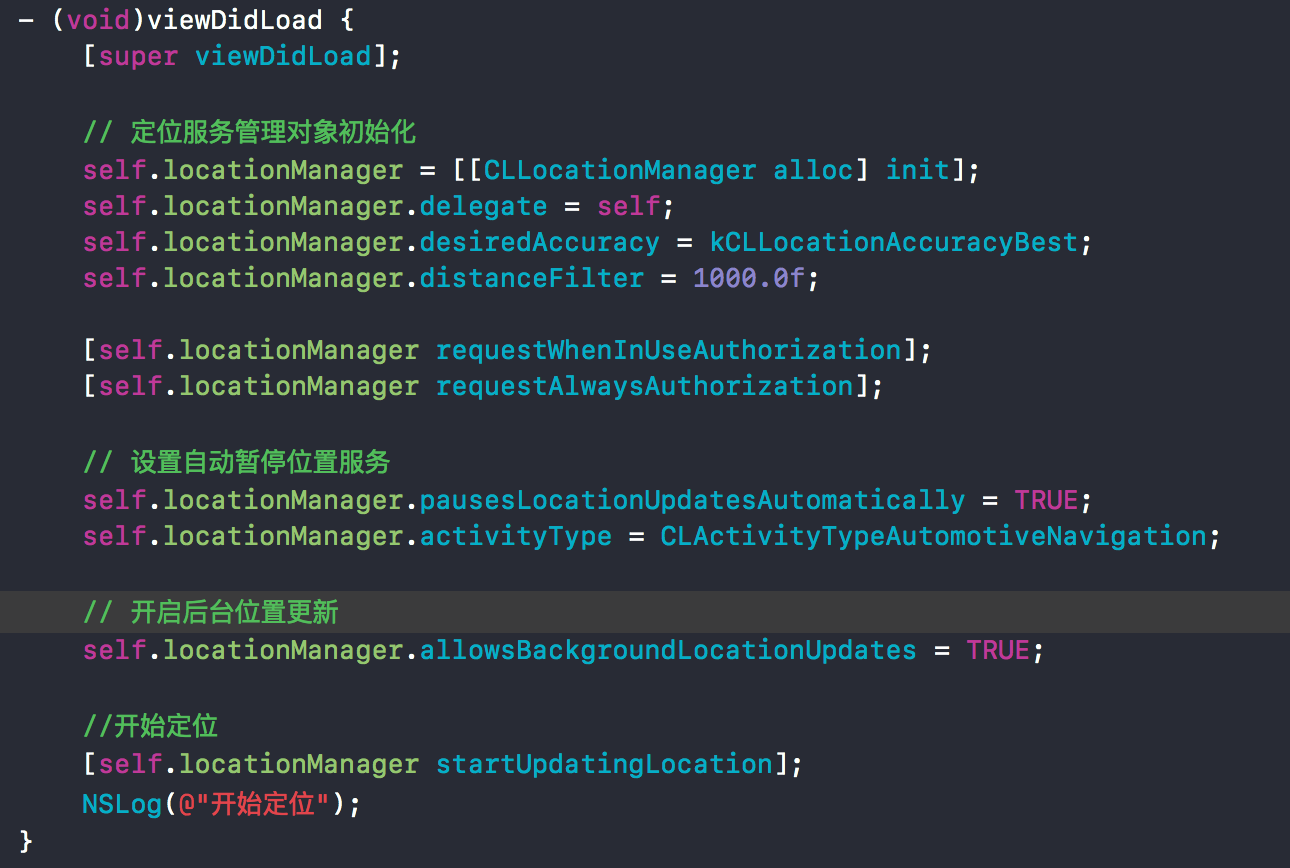 - (void)viewDidLoad {
    [super viewDidLoad];

    // 定位服务管理对象初始化
    self.locationManager = [[CLLocationManager alloc] init];
    self.locationManager.delegate = self;
    self.locationManager.desiredAccuracy = kCLLocationAccuracyBest;
    self.locationManager.distanceFilter = 1000.0f;

    [self.locationManager requestWhenInUseAuthorization];
    [self.locationManager requestAlwaysAuthorization];

    // 设置自动暂停位置服务
    self.locationManager.pausesLocationUpdatesAutomatically = TRUE;
    self.locationManager.activityType = CLActivityTypeAutomotiveNavigation;

    // 开启后台位置更新
    self.locationManager.allowsBackgroundLocationUpdates = TRUE;

    //开始定位
    [self.locationManager startUpdatingLocation];
    NSLog(@"开始定位");
}